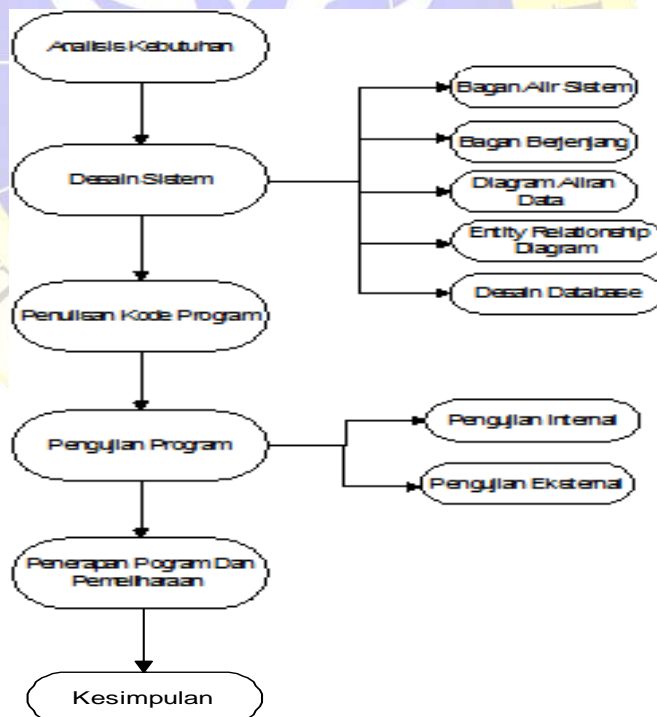 Analisis Kebutuhan
Desain Sistem
Bagan Alir Sistem
Bagan Berjenjang
Diagram Aliran
Data
Entity Relationship
Diagram
Desain Database
Penulisan Kode Program
Pengujian Program
Pengujian Internal
Pengujian Eksternal
Penerapan Pogram Dan
Pemeliharaan
Kesimpulan